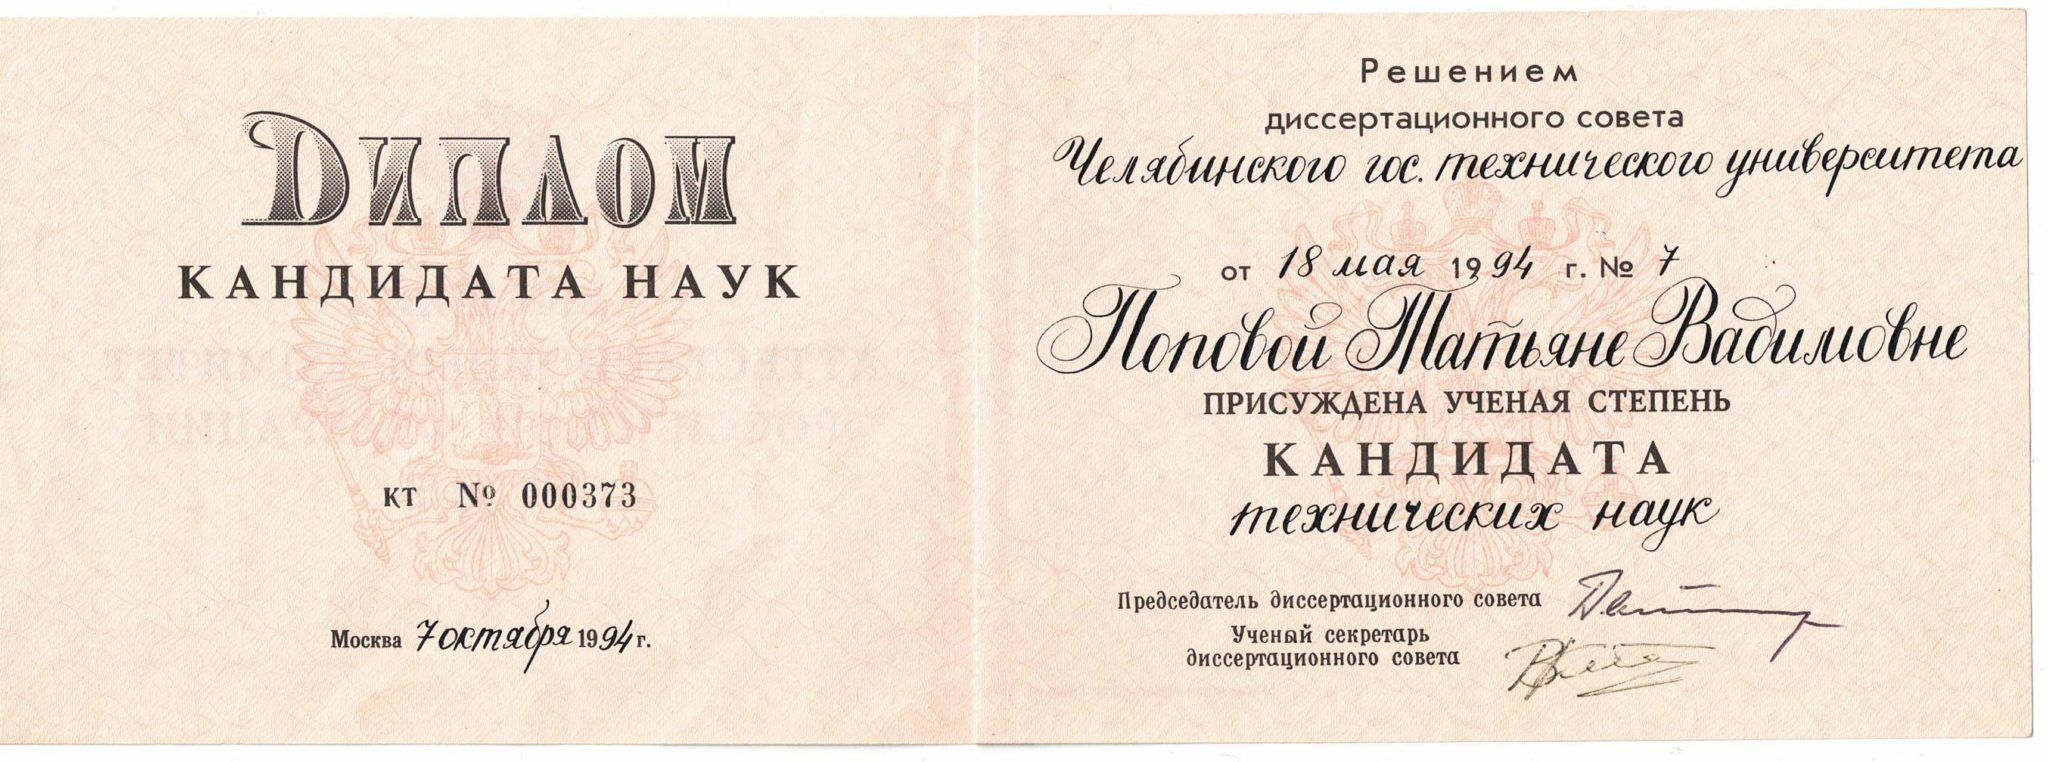 ДИПЛОМ
КАНДИДАТА НАУК
КТ № 000373
Москва 7 октября 1994 г.
Решением
диссертационного совета
Челябинского гос. технического университета
от 18 мая 1994 г. № 7
Поповой Татьяне Вадимовне
ПРИСУЖДЕНА УЧЕНАЯ СТЕПЕНЬ
КАНДИДАТА
технических наук
Председатель диссертационного совета
Ученый секретарь
диссертационного совета